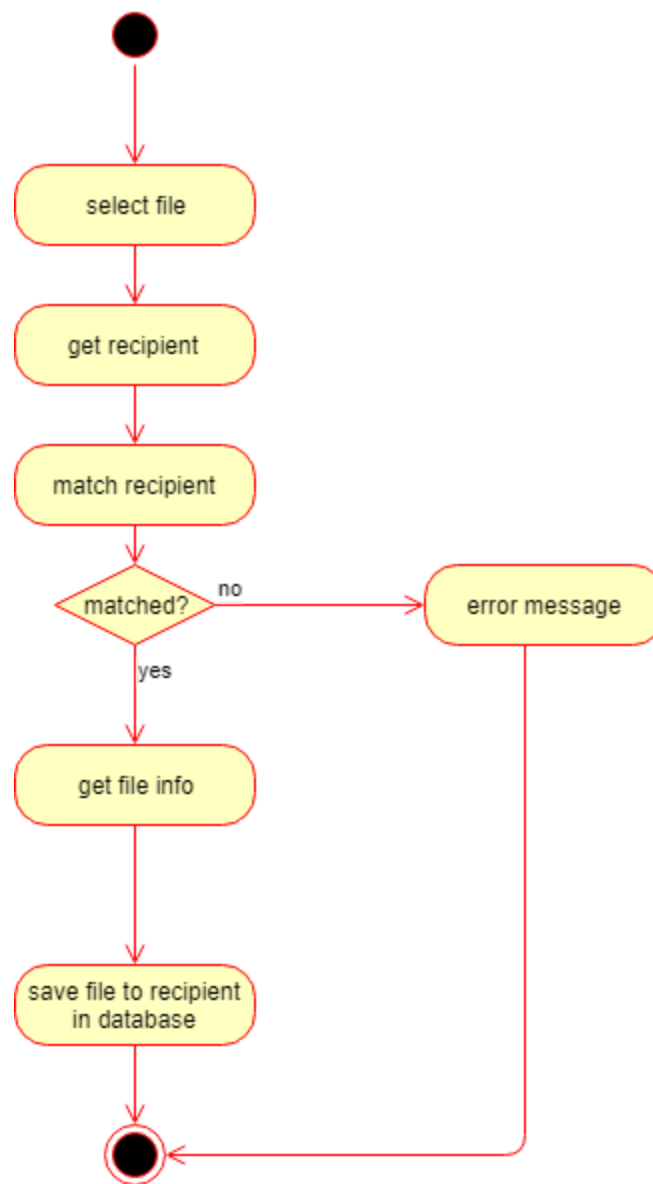 select file
get recipient
match recipient
matched?
no
error message
yes
get file info
save file to recipient
in database